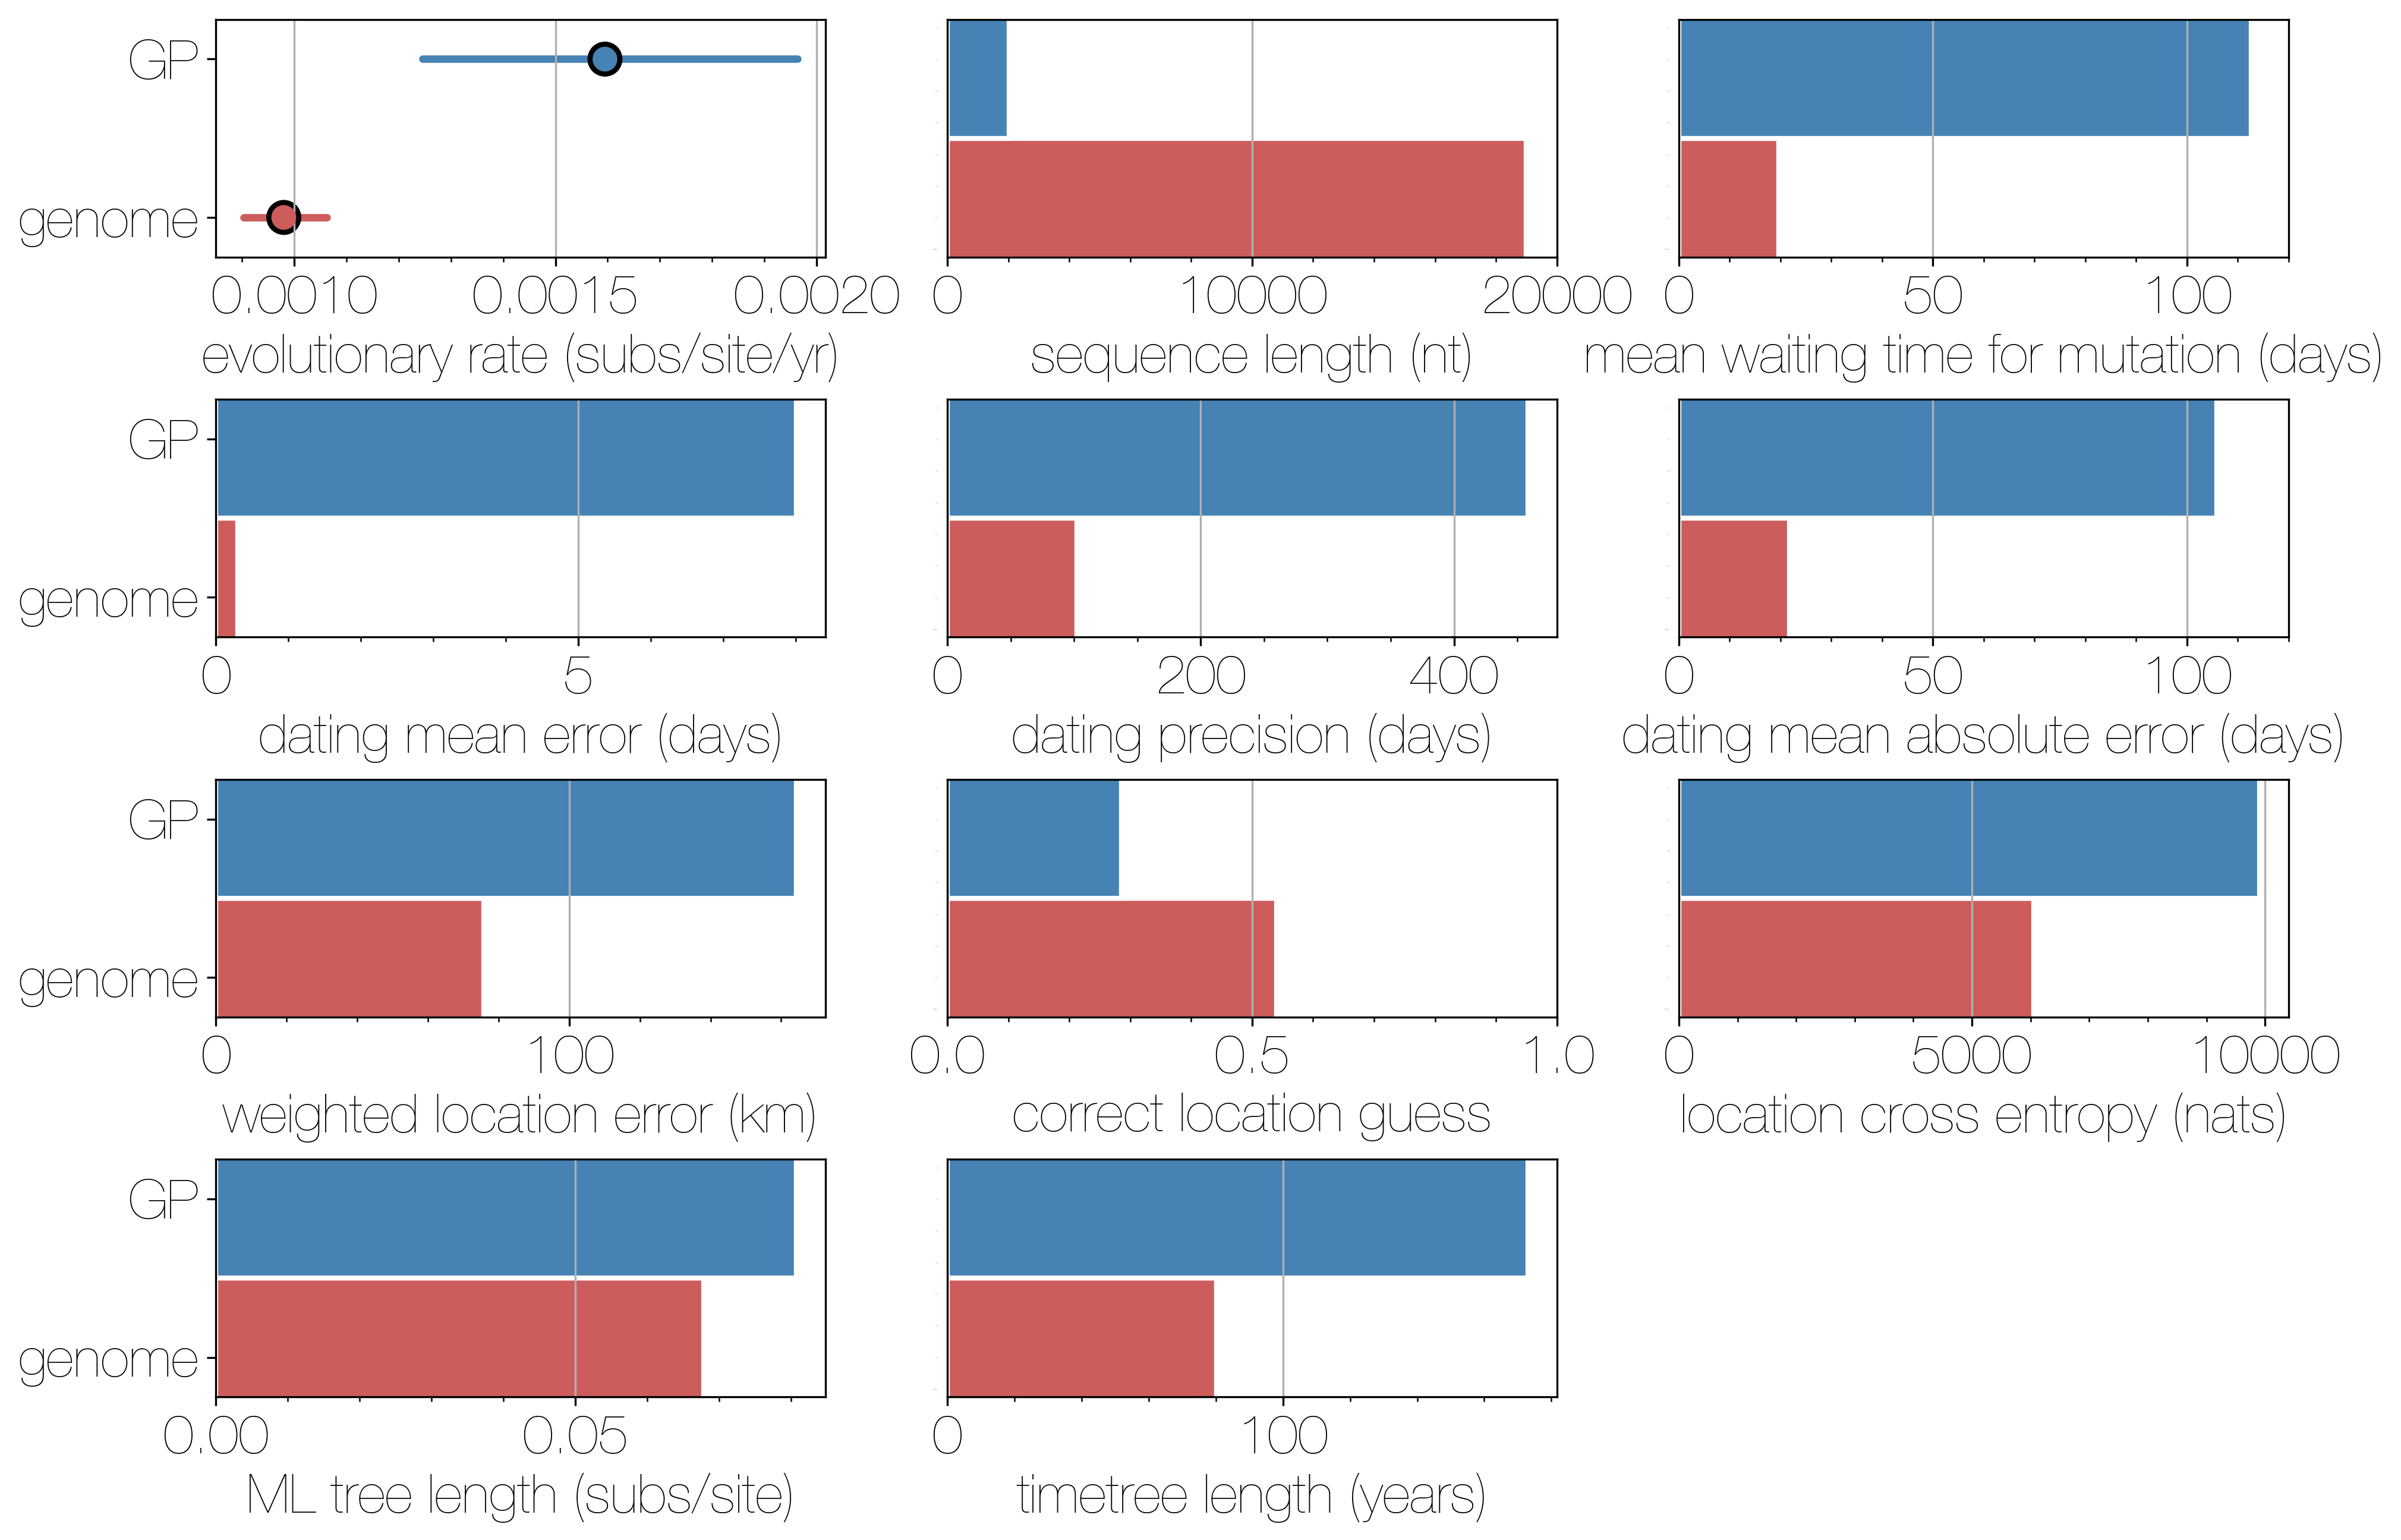 GP
genome
0.0010 0.0015 0.0020
evolutionary rate (subs/site/yr)
0 10000 20000
sequence length (nt)
0 50 100
mean waiting time for mutation (days)
GP
genome
0 5
dating mean error (days)
0 200 400
dating precision (days)
0 50 100
dating mean absolute error (days)
GP
genome
0 100
weighted location error (km)
0.0 0.5 1.0
correct location guess
0 5000 10000
location cross entropy (nats)
GP
genome
0.00 0.05
ML tree length (subs/site)
0 100
timetree length (years)